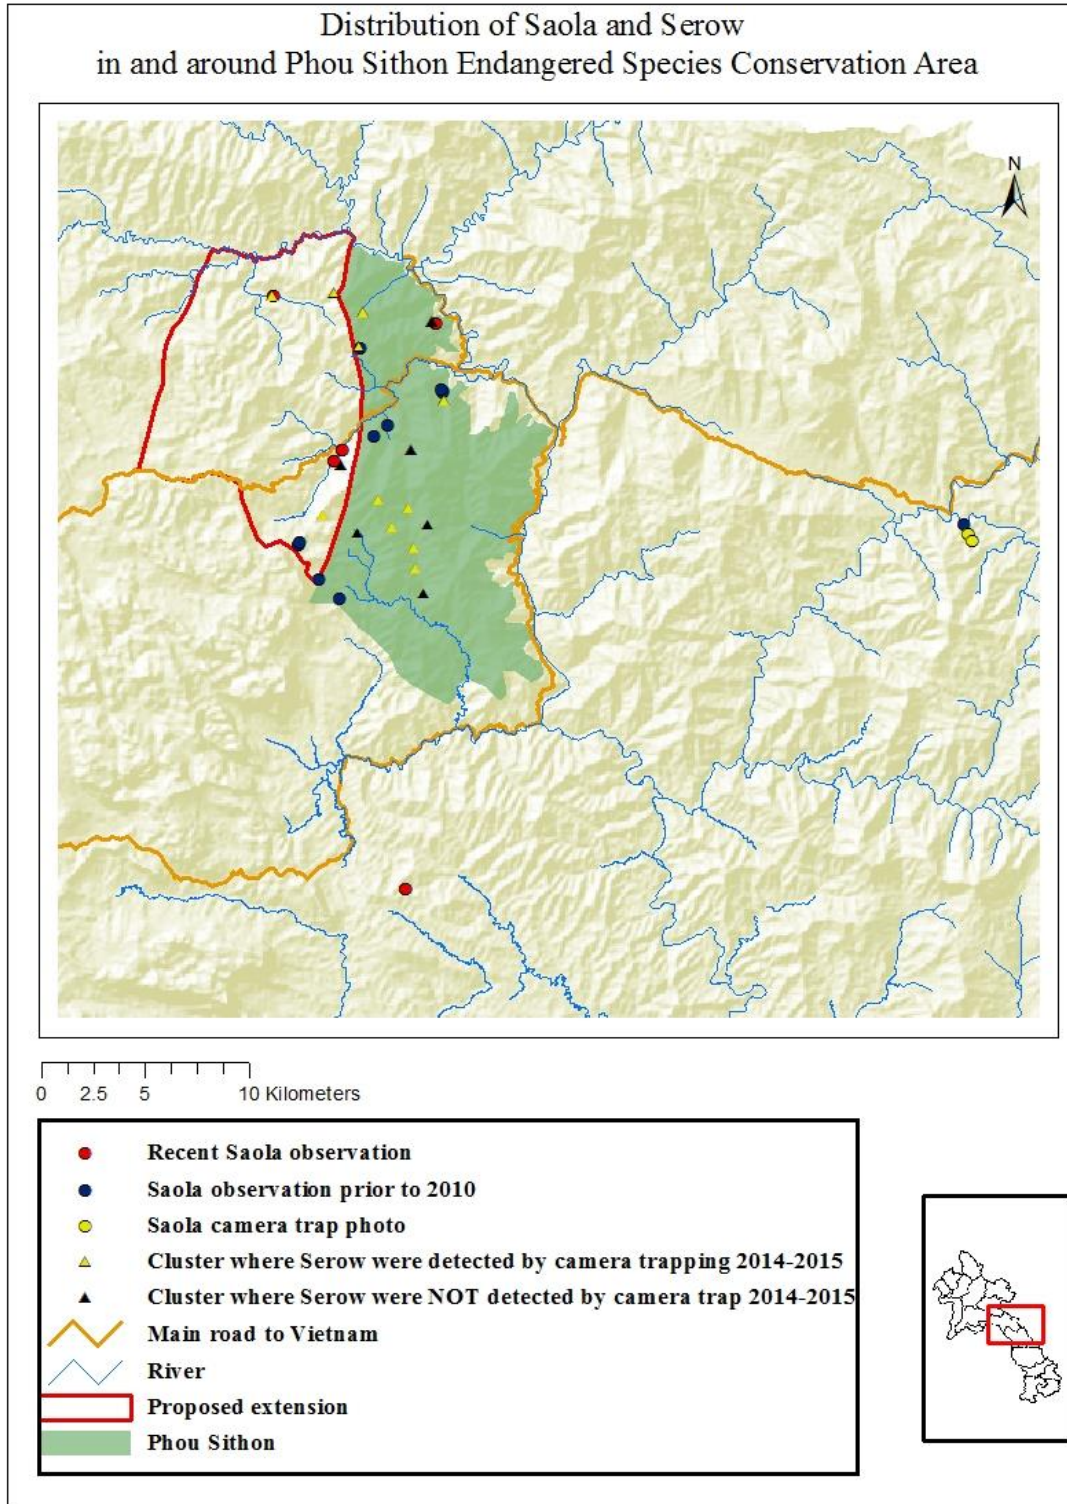 Distribution of Saola and Serow
in and around Phou Sithon Endangered Species Conservation Area
N
0 2.5 5 10 Kilometers
Recent Saola observation
Saola observation prior to 2010
Saola camera trap photo
Cluster where Serow were detected by camera trapping 2014-2015
Cluster where Serow were NOT detected by camera trap 2014-2015
Main road to Vietnam
River
Proposed extension
Phou Sithon